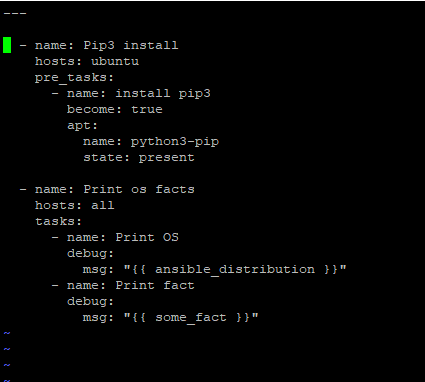 ---
  - name: Pip3 install
    hosts: ubuntu
    pre_tasks:
      - name: install pip3
        become: true
        apt:
          name: python3-pip
          state: present

  - name: Print os facts
    hosts: all
    tasks:
      - name: Print OS
        debug:
          msg: "{{ ansible_distribution }}"
      - name: Print fact
        debug:
          msg: "{{ some_fact }}"
~
~
~
~